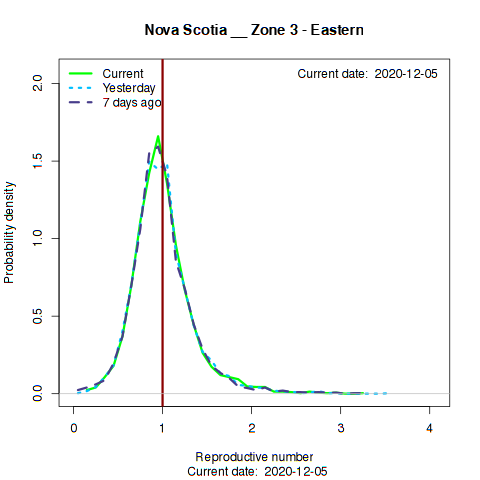 Nova Scotia __ Zone 3 - Eastern
Current
Yesterday
7 days ago
Current date: 2020-12-05
Probability density
0.0
0.5
1.0
1.5
2.0
0
1
2
3
4
Reproductive number
Current date: 2020-12-05